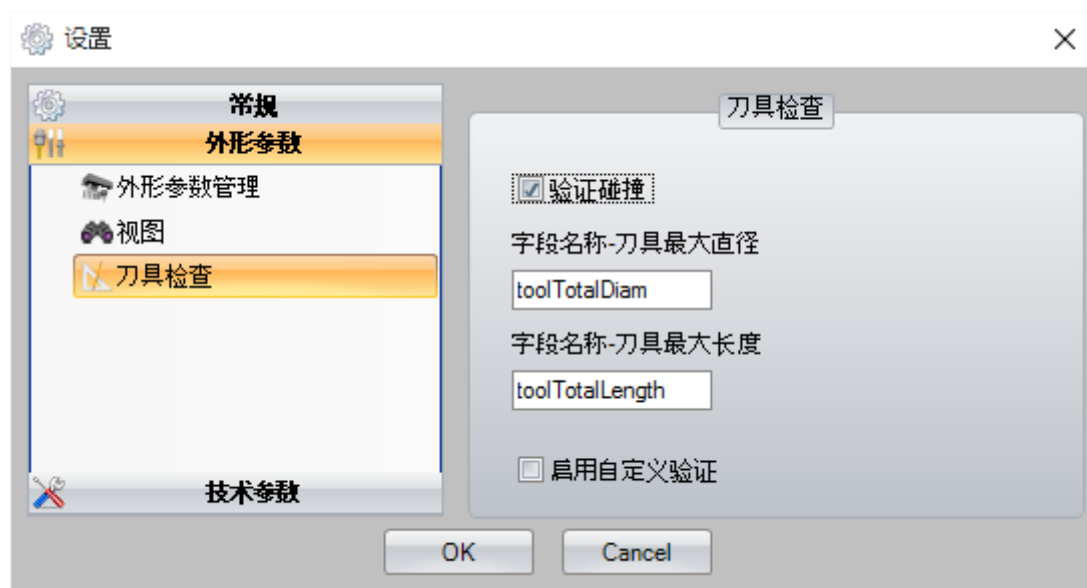 设置
常规
外形参数
外形参数管理
视图
刀具检查
技术参数
刀具检查
验证碰撞
字段名称-刀具最大直径
toolTotalDiam
字段名称-刀具最大长度
toolTotalLength
启用自定义验证
OK
Cancel